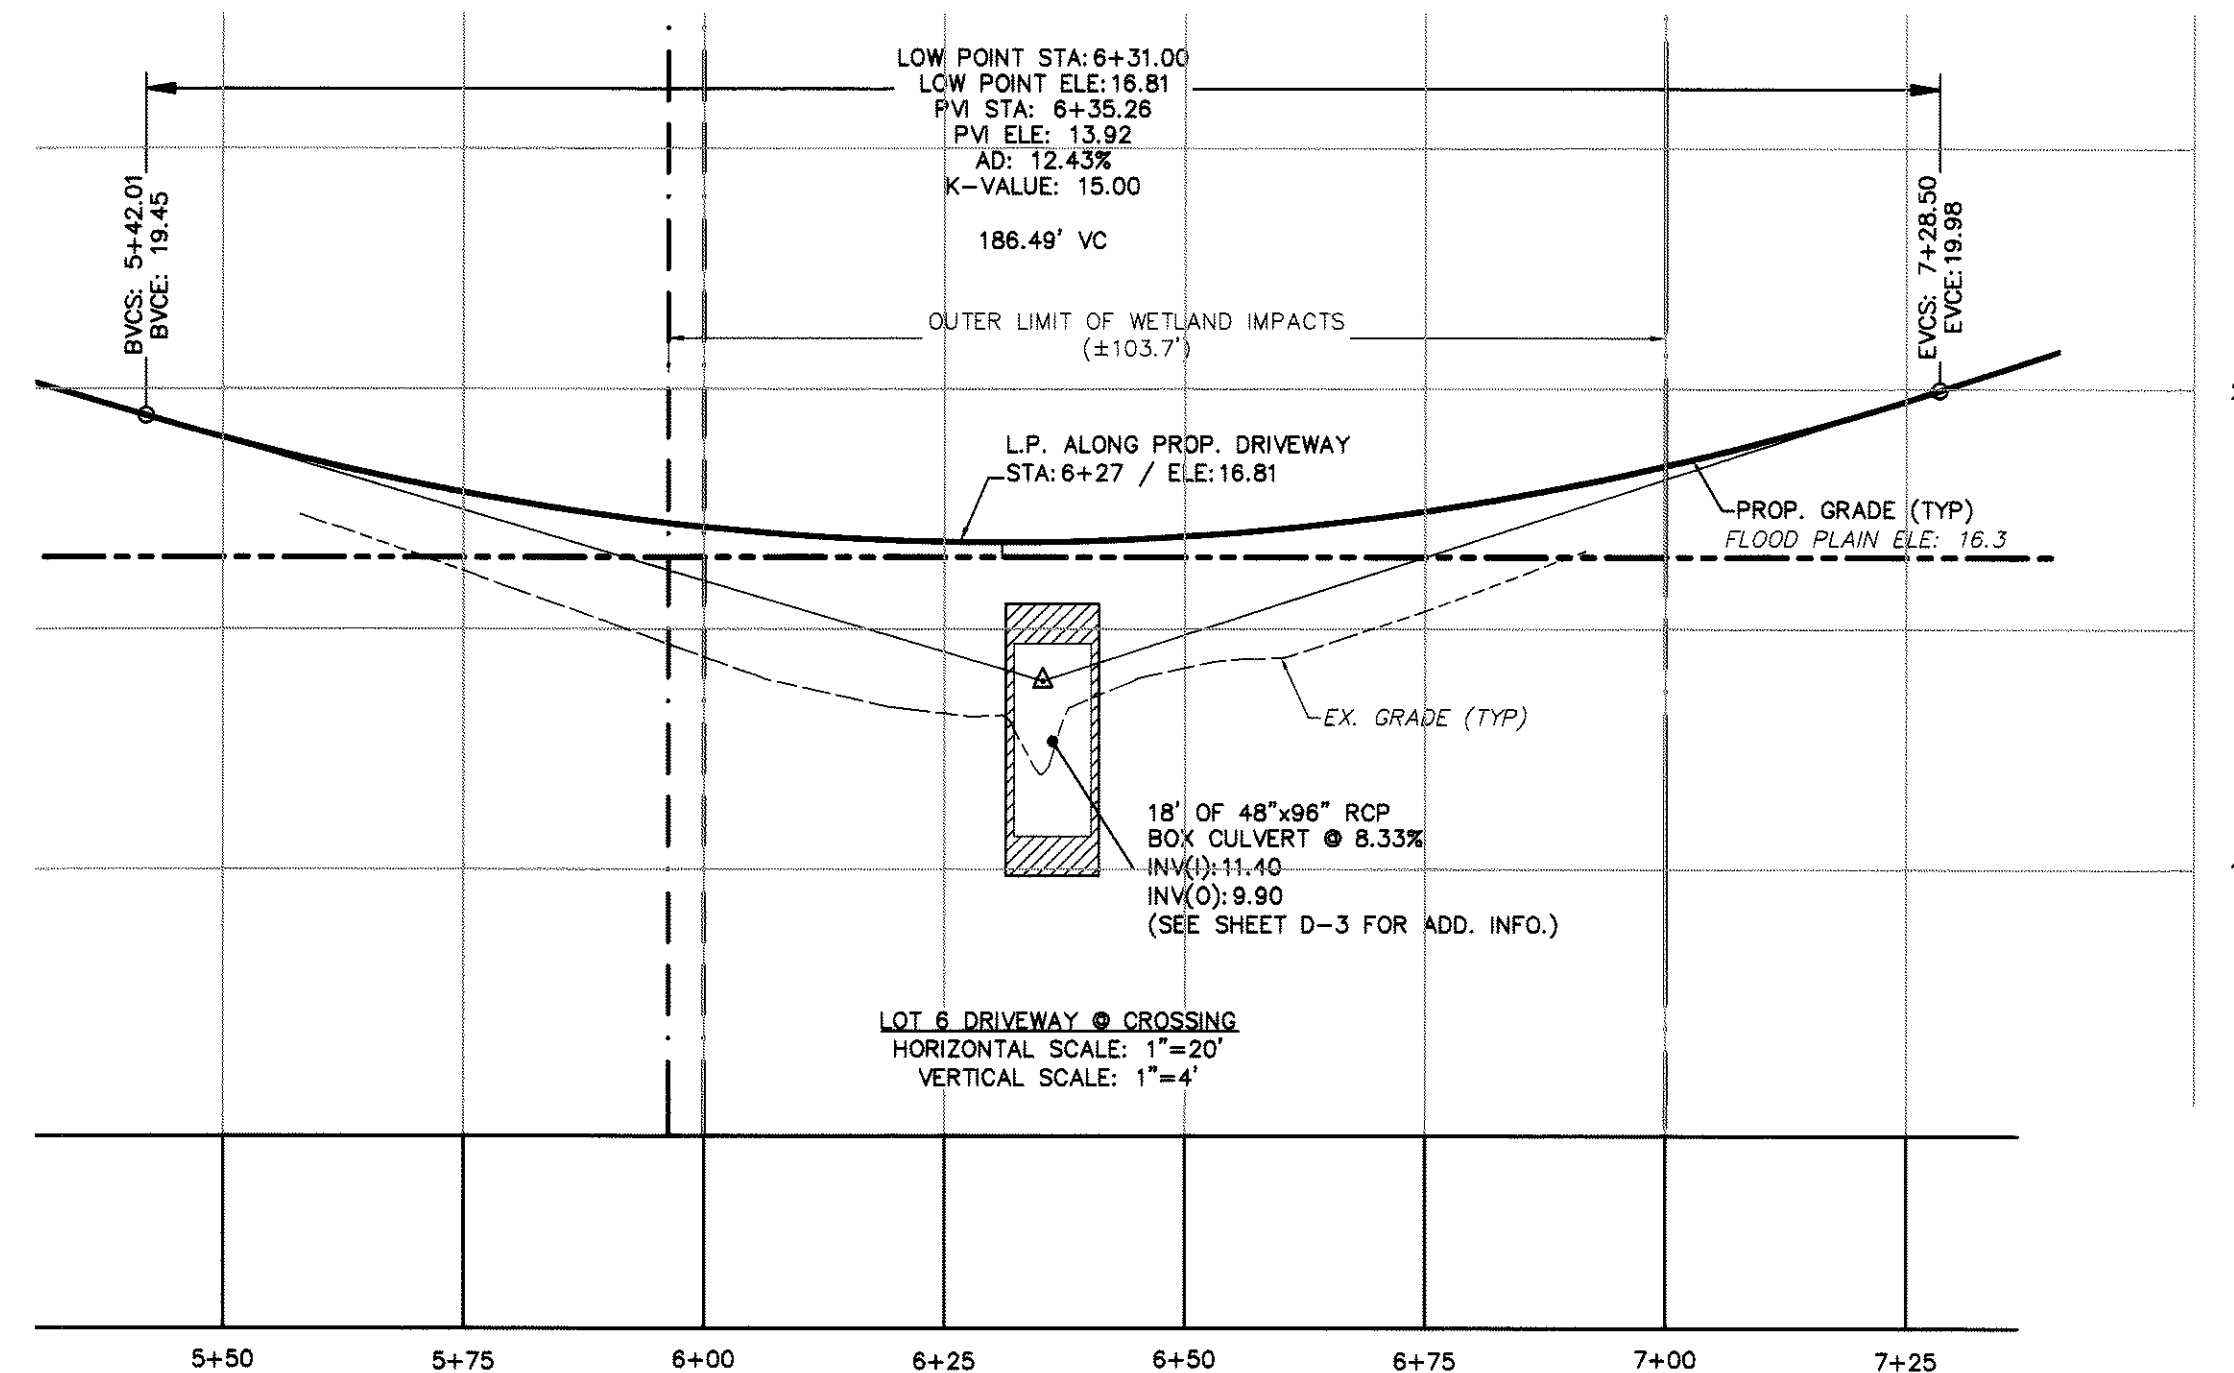 LOW POINT STA: 6+31.00
LOW POINT ELE: 16.81
PVI STA: 6+35.26
PVI ELE: 13.92
AD: 12.43%
K-VALUE: 15.00
186.49' VC
BVCS: 5+42.01
BVCE: 19.45
EVCS: 7+28.50
EVCE: 19.98
OUTER LIMIT OF WETLAND IMPACTS
(±103.7')
L.P. ALONG PROP. DRIVEWAY
STA: 6+27 / ELE: 16.81
PROP. GRADE (TYP)
FLOOD PLAIN ELE: 16.3
EX. GRADE (TYP)
18' OF 48"x96" RCP
BOX CULVERT @ 8.33%
INV(I): 11.40
INV(O): 9.90
(SEE SHEET D-3 FOR ADD. INFO.)
LOT 6 DRIVEWAY @ CROSSING
HORIZONTAL SCALE: 1"=20'
VERTICAL SCALE: 1"=4'
5+50 5+75 6+00 6+25 6+50 6+75 7+00 7+25